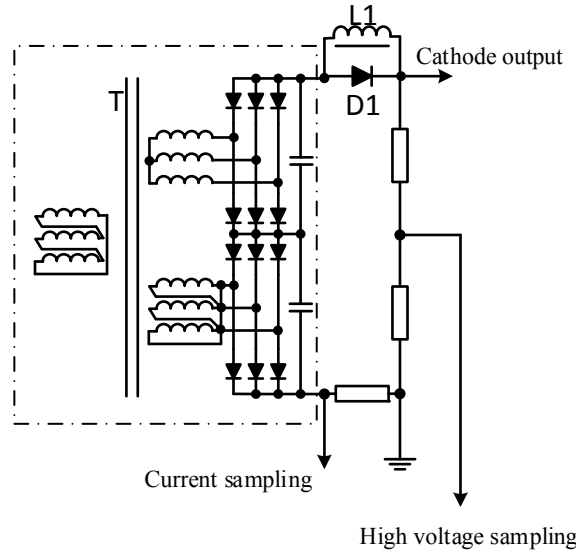 L1
Cathode output
T
D1
Current sampling
High voltage sampling